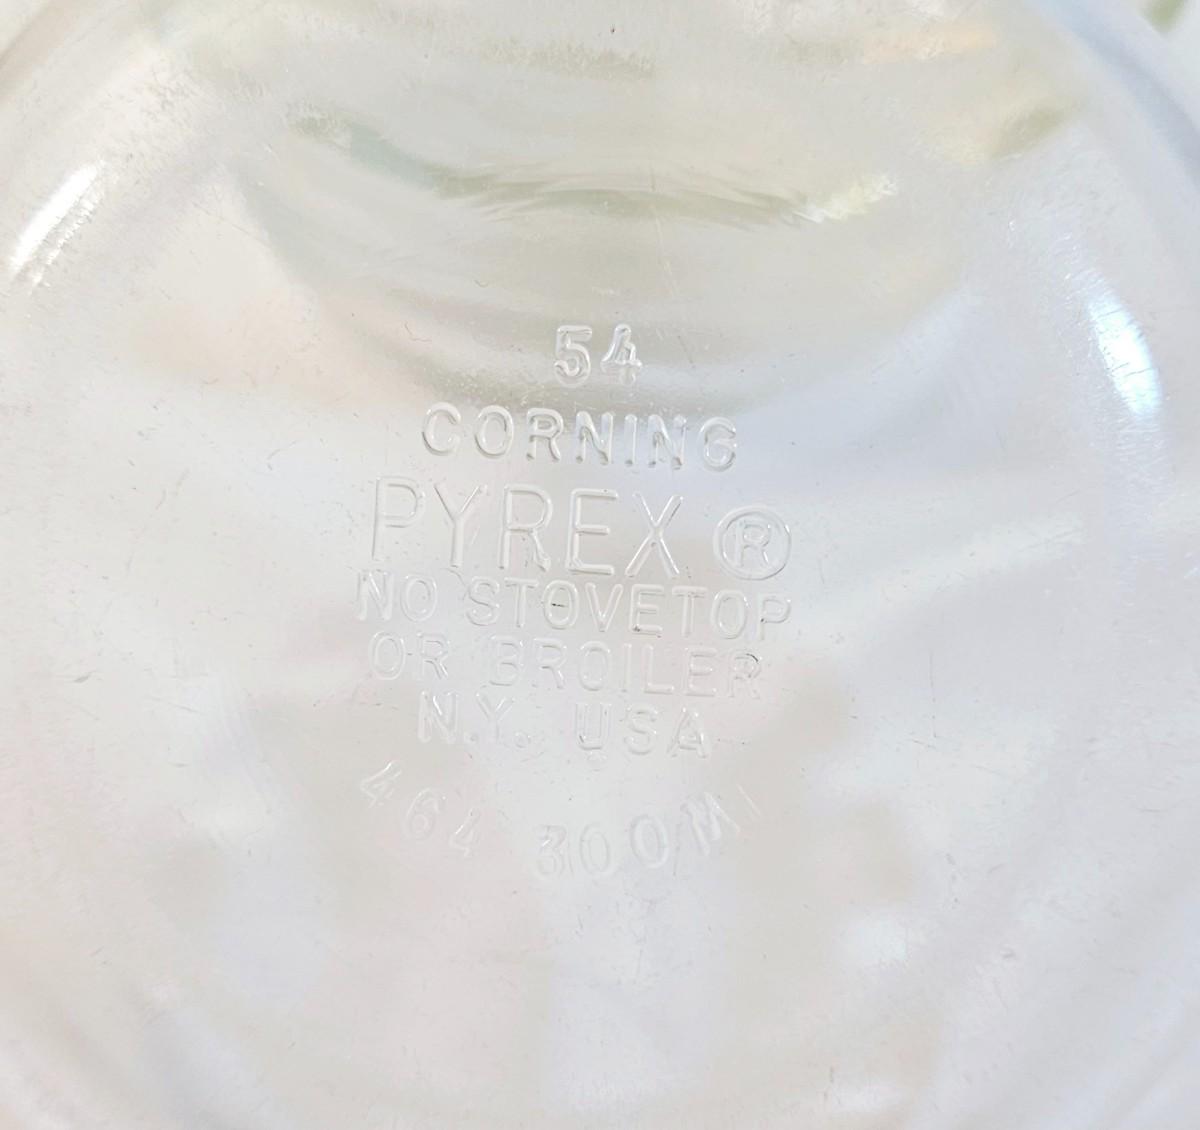 54
CORNING
PYREX ®
NO STOVETOP
OR BROILER
N.Y. USA
464 300Ml